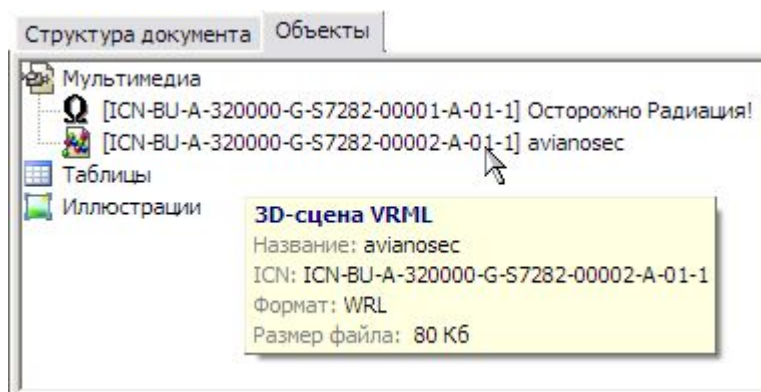 Структура документа Объекты
Мультимедиа
[ICN-BU-A-320000-G-S7282-00001-A-01-1] Осторожно Радиация!
[ICN-BU-A-320000-G-S7282-00002-A-01-1] avianosec
Таблицы
Иллюстрации
3D-сцена VRML
Название: avianosec
ICN: ICN-BU-A-320000-G-S7282-00002-A-01-1
Формат: WRL
Размер файла: 80 Кб